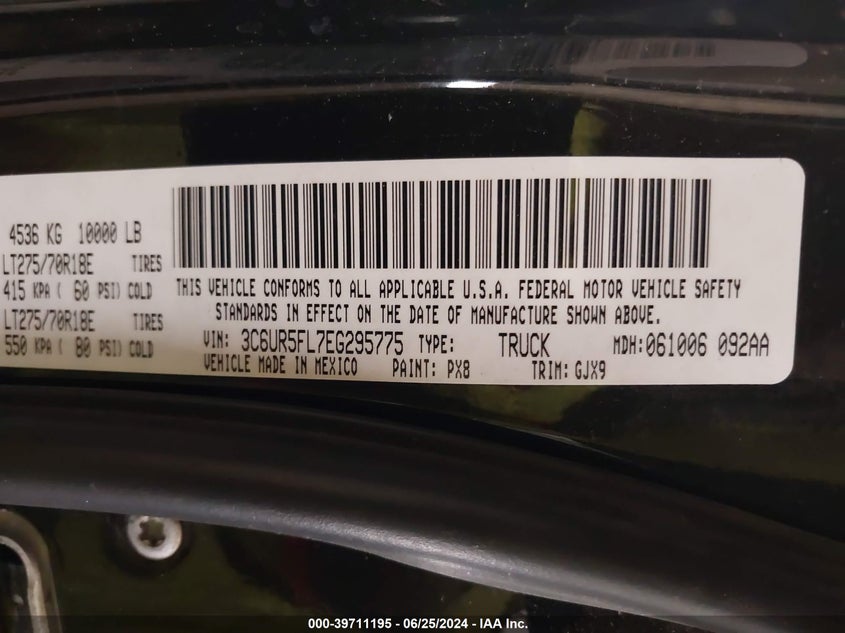 4536 KG 10000 LB
LT275/70R18E TIRES
415 KPA ( 60 PSI) COLD
LT275/70R18E TIRES
550 KPA ( 80 PSI) COLD
THIS VEHICLE CONFORMS TO ALL APPLICABLE U.S.A. FEDERAL MOTOR VEHICLE SAFETY
STANDARDS IN EFFECT ON THE DATE OF MANUFACTURE SHOWN ABOVE.
VIN: 3C6UR5FL7EG295775 TYPE: TRUCK MDH:061006 092AA
VEHICLE MADE IN MEXICO PAINT: PX8 TRIM: GJX9
000-39711195 - 06/25/2024 - IAA Inc.